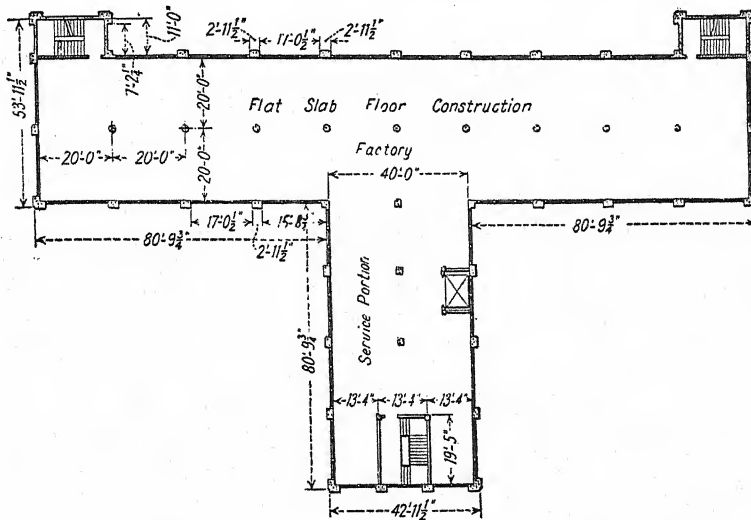 2'-11½" 17'-0½" 2'-11½"
11'-0"
7'-2¼"
53'-11½"
20'-0"
Flat Slab Floor Construction
20'-0" 20'-0"
20'-0"
Factory
40'-0"
17'-0½" 15'-8¾"
2'-11½"
80'-9¾" 80'-9¾"
Service Portion
80'-9¾"
13'-4" 13'-4" 13'-4"
19'-5"
42'-11½"